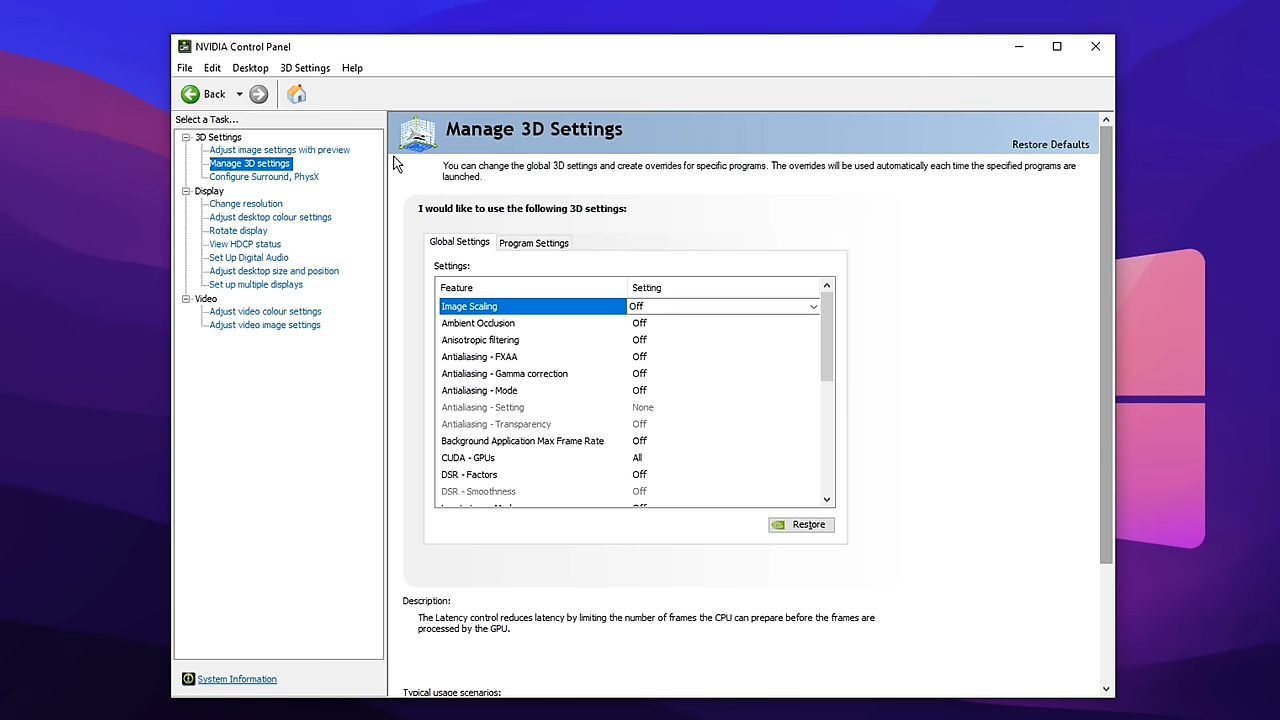 NVIDIA Control Panel
File Edit Desktop 3D Settings Help
Back
Select a Task...
3D Settings
Adjust image settings with preview
Manage 3D settings
Configure Surround, PhysX
Display
Change resolution
Adjust desktop colour settings
Rotate display
View HDCP status
Set Up Digital Audio
Adjust desktop size and position
Set up multiple displays
Video
Adjust video colour settings
Adjust video image settings
System Information
Manage 3D Settings
Restore Defaults
You can change the global 3D settings and create overrides for specific programs. The overrides will be used automatically each time the specified programs are
launched.
I would like to use the following 3D settings:
Global Settings Program Settings
Settings:
Feature Setting
Image Scaling Off
Ambient Occlusion Off
Anisotropic filtering Off
Antialiasing - FXAA Off
Antialiasing - Gamma correction Off
Antialiasing - Mode Off
Antialiasing - Setting None
Antialiasing - Transparency Off
Background Application Max Frame Rate Off
CUDA - GPUs All
DSR - Factors Off
DSR - Smoothness Off
Restore
Description:
The Latency control reduces latency by limiting the number of frames the CPU can prepare before the frames are
processed by the GPU.
Typical usage scenarios: